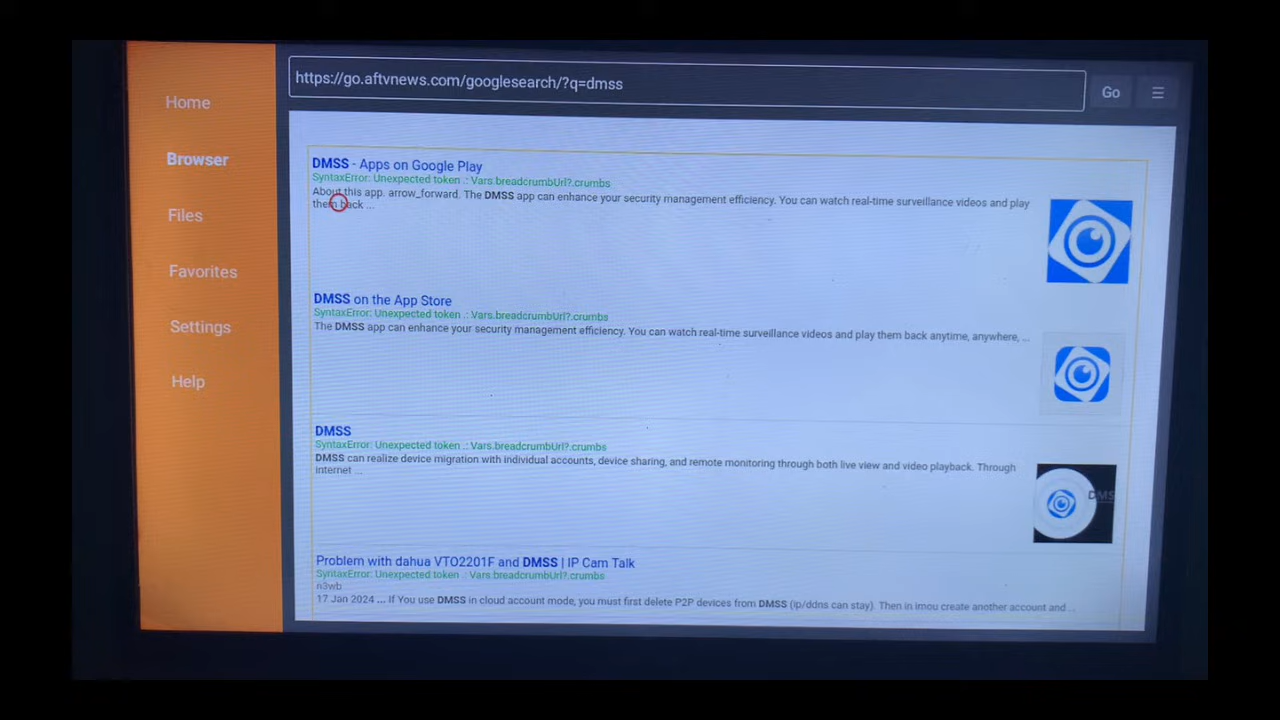 https://go.aftvnews.com/googlesearch/?q=dmss
Go
☰
Home
Browser
Files
Favorites
Settings
Help
DMSS - Apps on Google Play
SyntaxError: Unexpected token .: Vars.breadcrumbUrl?.crumbs
About this app. arrow_forward. The DMSS app can enhance your security management efficiency. You can watch real-time surveillance videos and play
them back ...
DMSS on the App Store
SyntaxError: Unexpected token .: Vars.breadcrumbUrl?.crumbs
The DMSS app can enhance your security management efficiency. You can watch real-time surveillance videos and play them back anytime, anywhere, ...
DMSS
SyntaxError: Unexpected token .: Vars.breadcrumbUrl?.crumbs
DMSS can realize device migration with individual accounts, device sharing, and remote monitoring through both live view and video playback. Through
internet ...
DMS
Problem with dahua VTO2201F and DMSS | IP Cam Talk
SyntaxError: Unexpected token .: Vars.breadcrumbUrl?.crumbs
n3wb
17 Jan 2024 ... If You use DMSS in cloud account mode, you must first delete P2P devices from DMSS (ip/ddns can stay). Then in imou create another account and ...